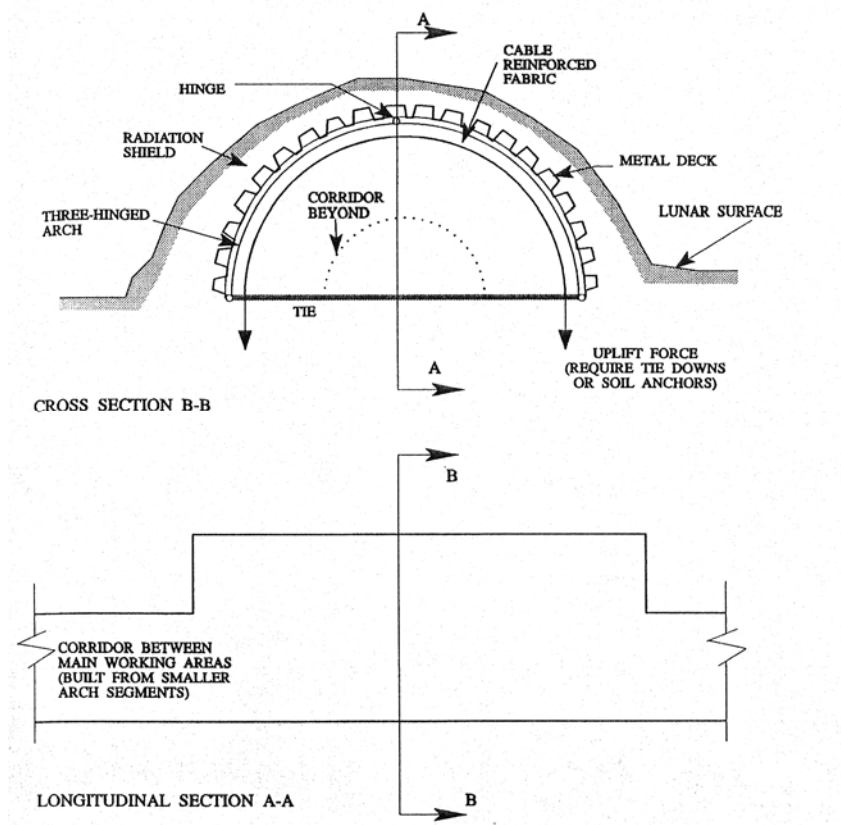 A
CABLE
REINFORCED
FABRIC
HINGE
RADIATION
SHIELD
METAL DECK
CORRIDOR
BEYOND
LUNAR SURFACE
THREE-HINGED
ARCH
TIE
UPLIFT FORCE
(REQUIRE TIE DOWNS
OR SOIL ANCHORS)
A
CROSS SECTION B-B
B
CORRIDOR BETWEEN
MAIN WORKING AREAS
(BUILT FROM SMALLER
ARCH SEGMENTS)
LONGITUDINAL SECTION A-A
B